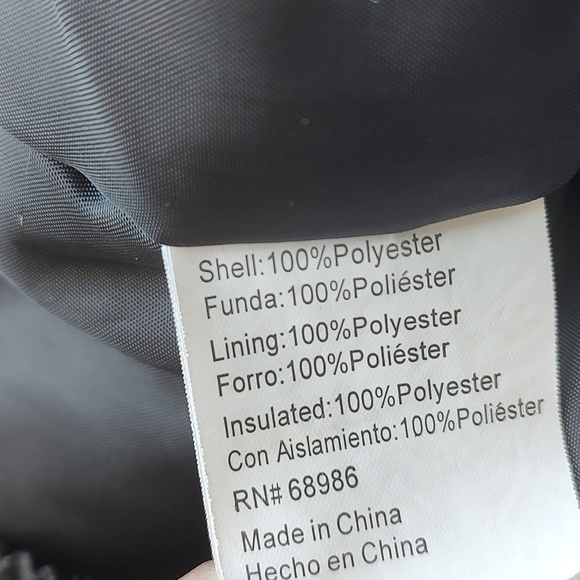 Shell:100%Polyester
Funda:100%Poliéster
Lining:100%Polyester
Forro:100%Poliéster
Insulated:100%Polyester
Con Aislamiento:100%Poliéster
RN# 68986
Made in China
Hecho en China